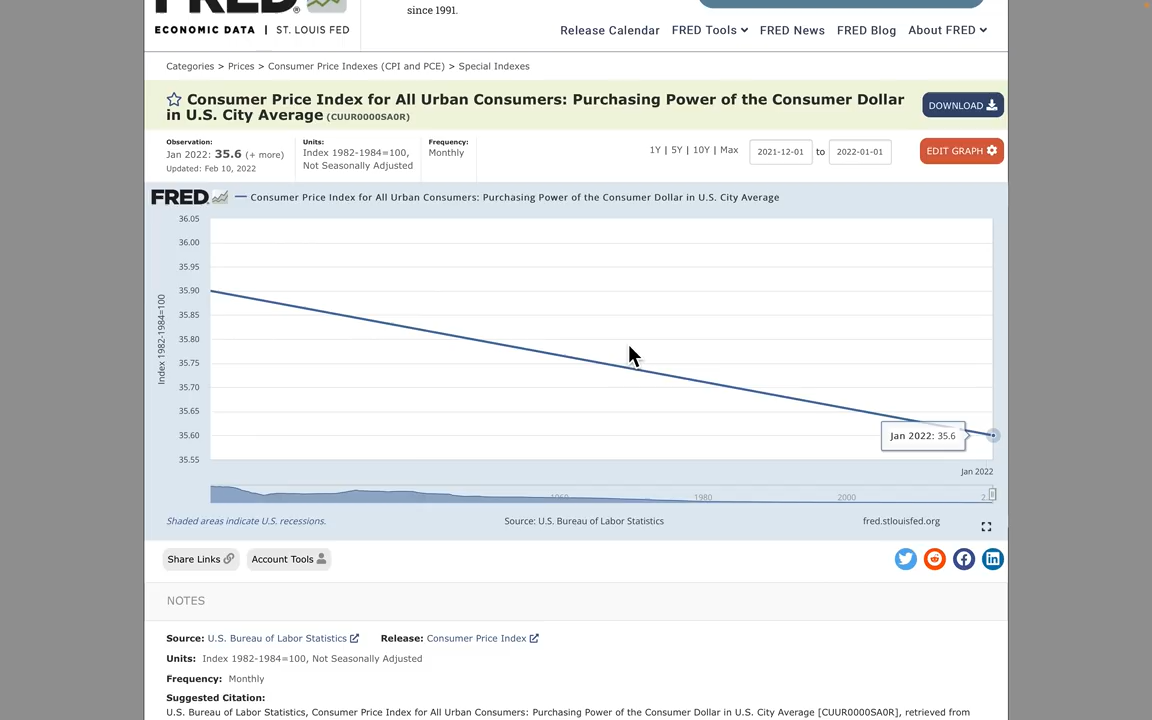 FRED®
since 1991.
ECONOMIC DATA | ST. LOUIS FED
Release Calendar FRED Tools FRED News FRED Blog About FRED
Categories > Prices > Consumer Price Indexes (CPI and PCE) > Special Indexes
Consumer Price Index for All Urban Consumers: Purchasing Power of the Consumer Dollar
in U.S. City Average (CUUR0000SA0R)
DOWNLOAD
Observation:
Jan 2022: 35.6 (+ more)
Updated: Feb 10, 2022
Units:
Index 1982-1984=100,
Not Seasonally Adjusted
Frequency:
Monthly
1Y | 5Y | 10Y | Max
2021-12-01 to 2022-01-01
EDIT GRAPH
FRED
Consumer Price Index for All Urban Consumers: Purchasing Power of the Consumer Dollar in U.S. City Average
Index 1982-1984=100
36.05
36.00
35.95
35.90
35.85
35.80
35.75
35.70
35.65
35.60
35.55
Jan 2022: 35.6
Jan 2022
1960 1980 2000 2...
Shaded areas indicate U.S. recessions.
Source: U.S. Bureau of Labor Statistics
fred.stlouisfed.org
Share Links
Account Tools
NOTES
Source: U.S. Bureau of Labor Statistics Release: Consumer Price Index
Units: Index 1982-1984=100, Not Seasonally Adjusted
Frequency: Monthly
Suggested Citation:
U.S. Bureau of Labor Statistics, Consumer Price Index for All Urban Consumers: Purchasing Power of the Consumer Dollar in U.S. City Average [CUUR0000SA0R], retrieved from